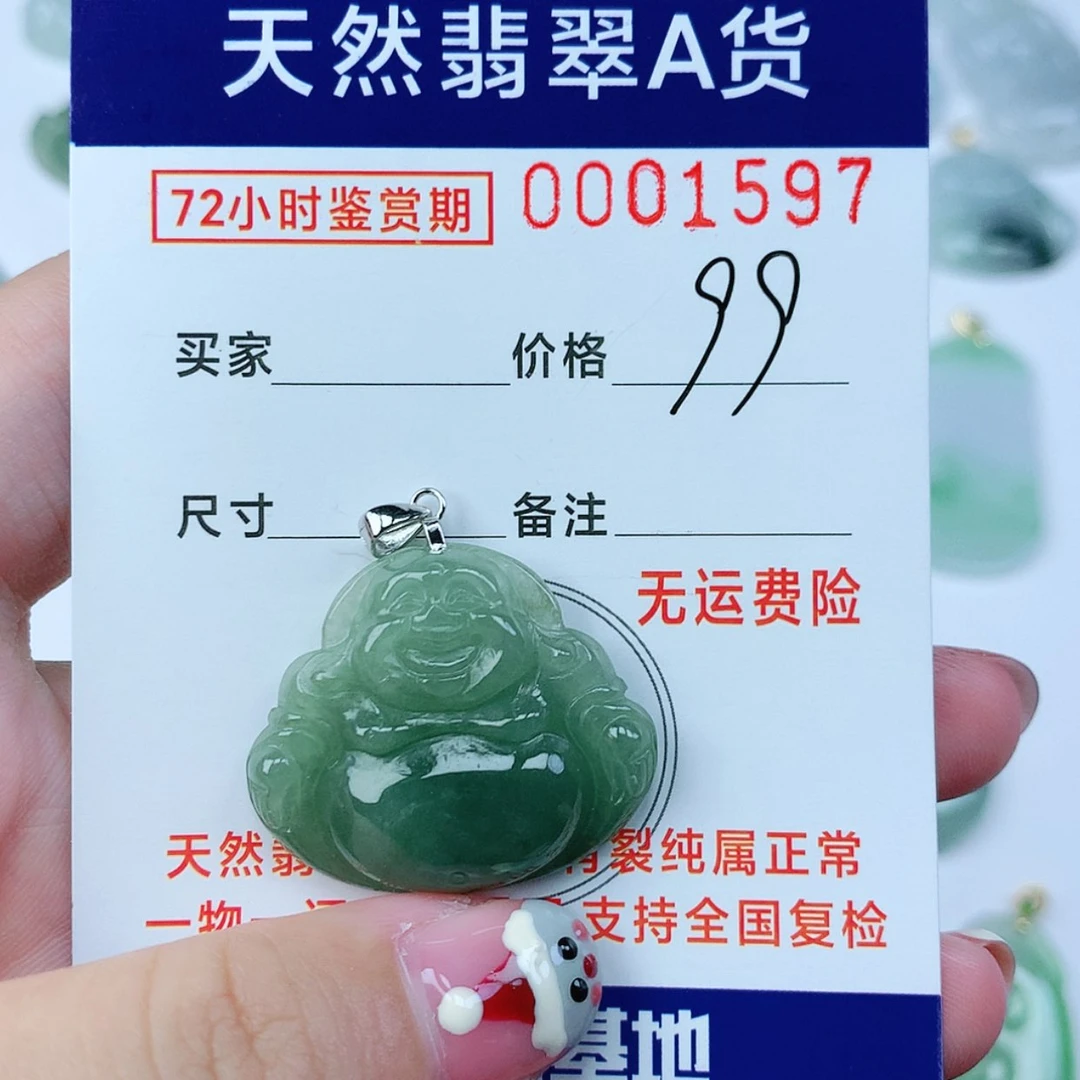 天然翡翠A货
72小时鉴赏期 0001597
买家 价格 99
尺寸 备注
无运费险
天然 裂纯属正常
一物一 支持全国复检
基地